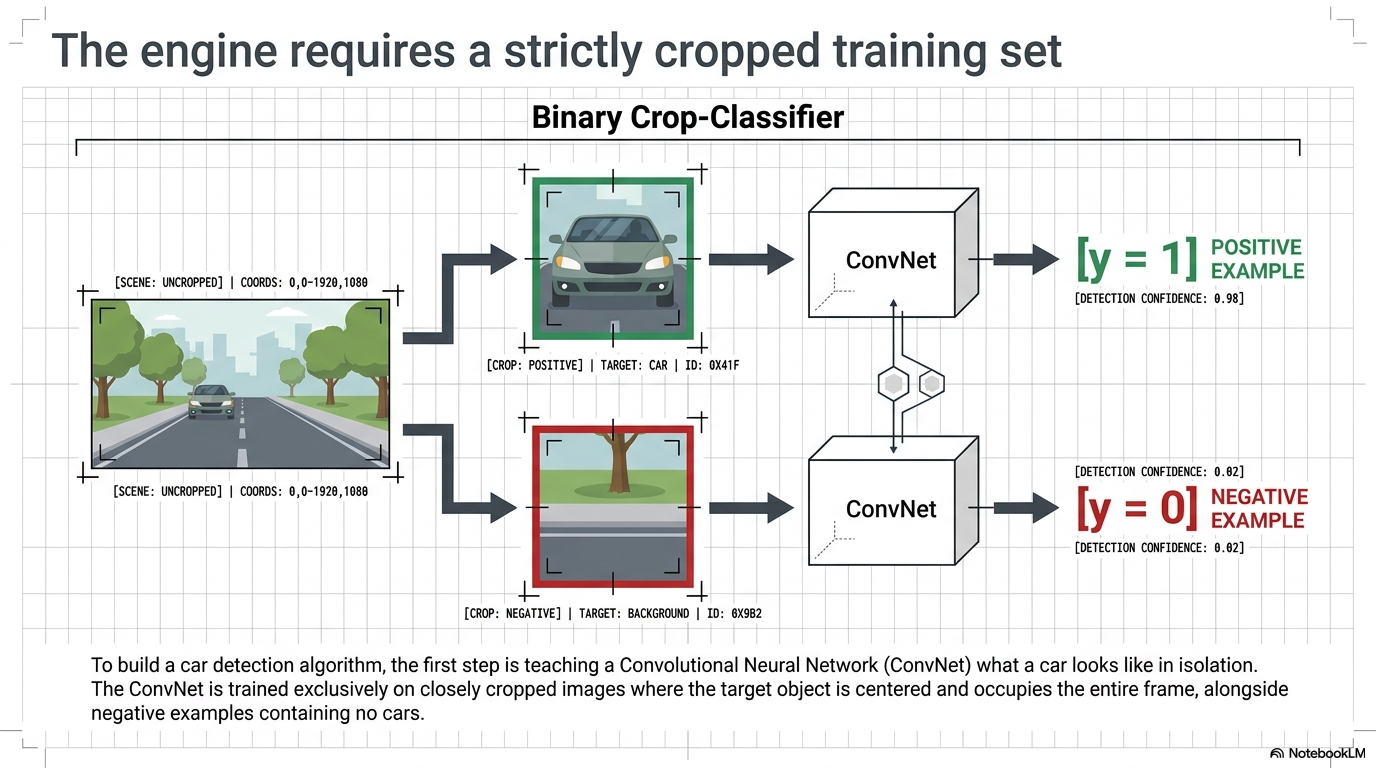 The engine requires a strictly cropped training set
Binary Crop-Classifier
[SCENE: UNCROPPED] | COORDS: 0,0-1920,1080
[SCENE: UNCROPPED] | COORDS: 0,0-1920,1080
[CROP: POSITIVE] | TARGET: CAR | ID: 0X41F
ConvNet
[y = 1]
POSITIVE
EXAMPLE
[DETECTION CONFIDENCE: 0.98]
[CROP: NEGATIVE] | TARGET: BACKGROUND | ID: 0X9B2
ConvNet
[DETECTION CONFIDENCE: 0.02]
[y = 0]
NEGATIVE
EXAMPLE
[DETECTION CONFIDENCE: 0.02]
To build a car detection algorithm, the first step is teaching a Convolutional Neural Network (ConvNet) what a car looks like in isolation.
The ConvNet is trained exclusively on closely cropped images where the target object is centered and occupies the entire frame, alongside
negative examples containing no cars.
NotebookLM